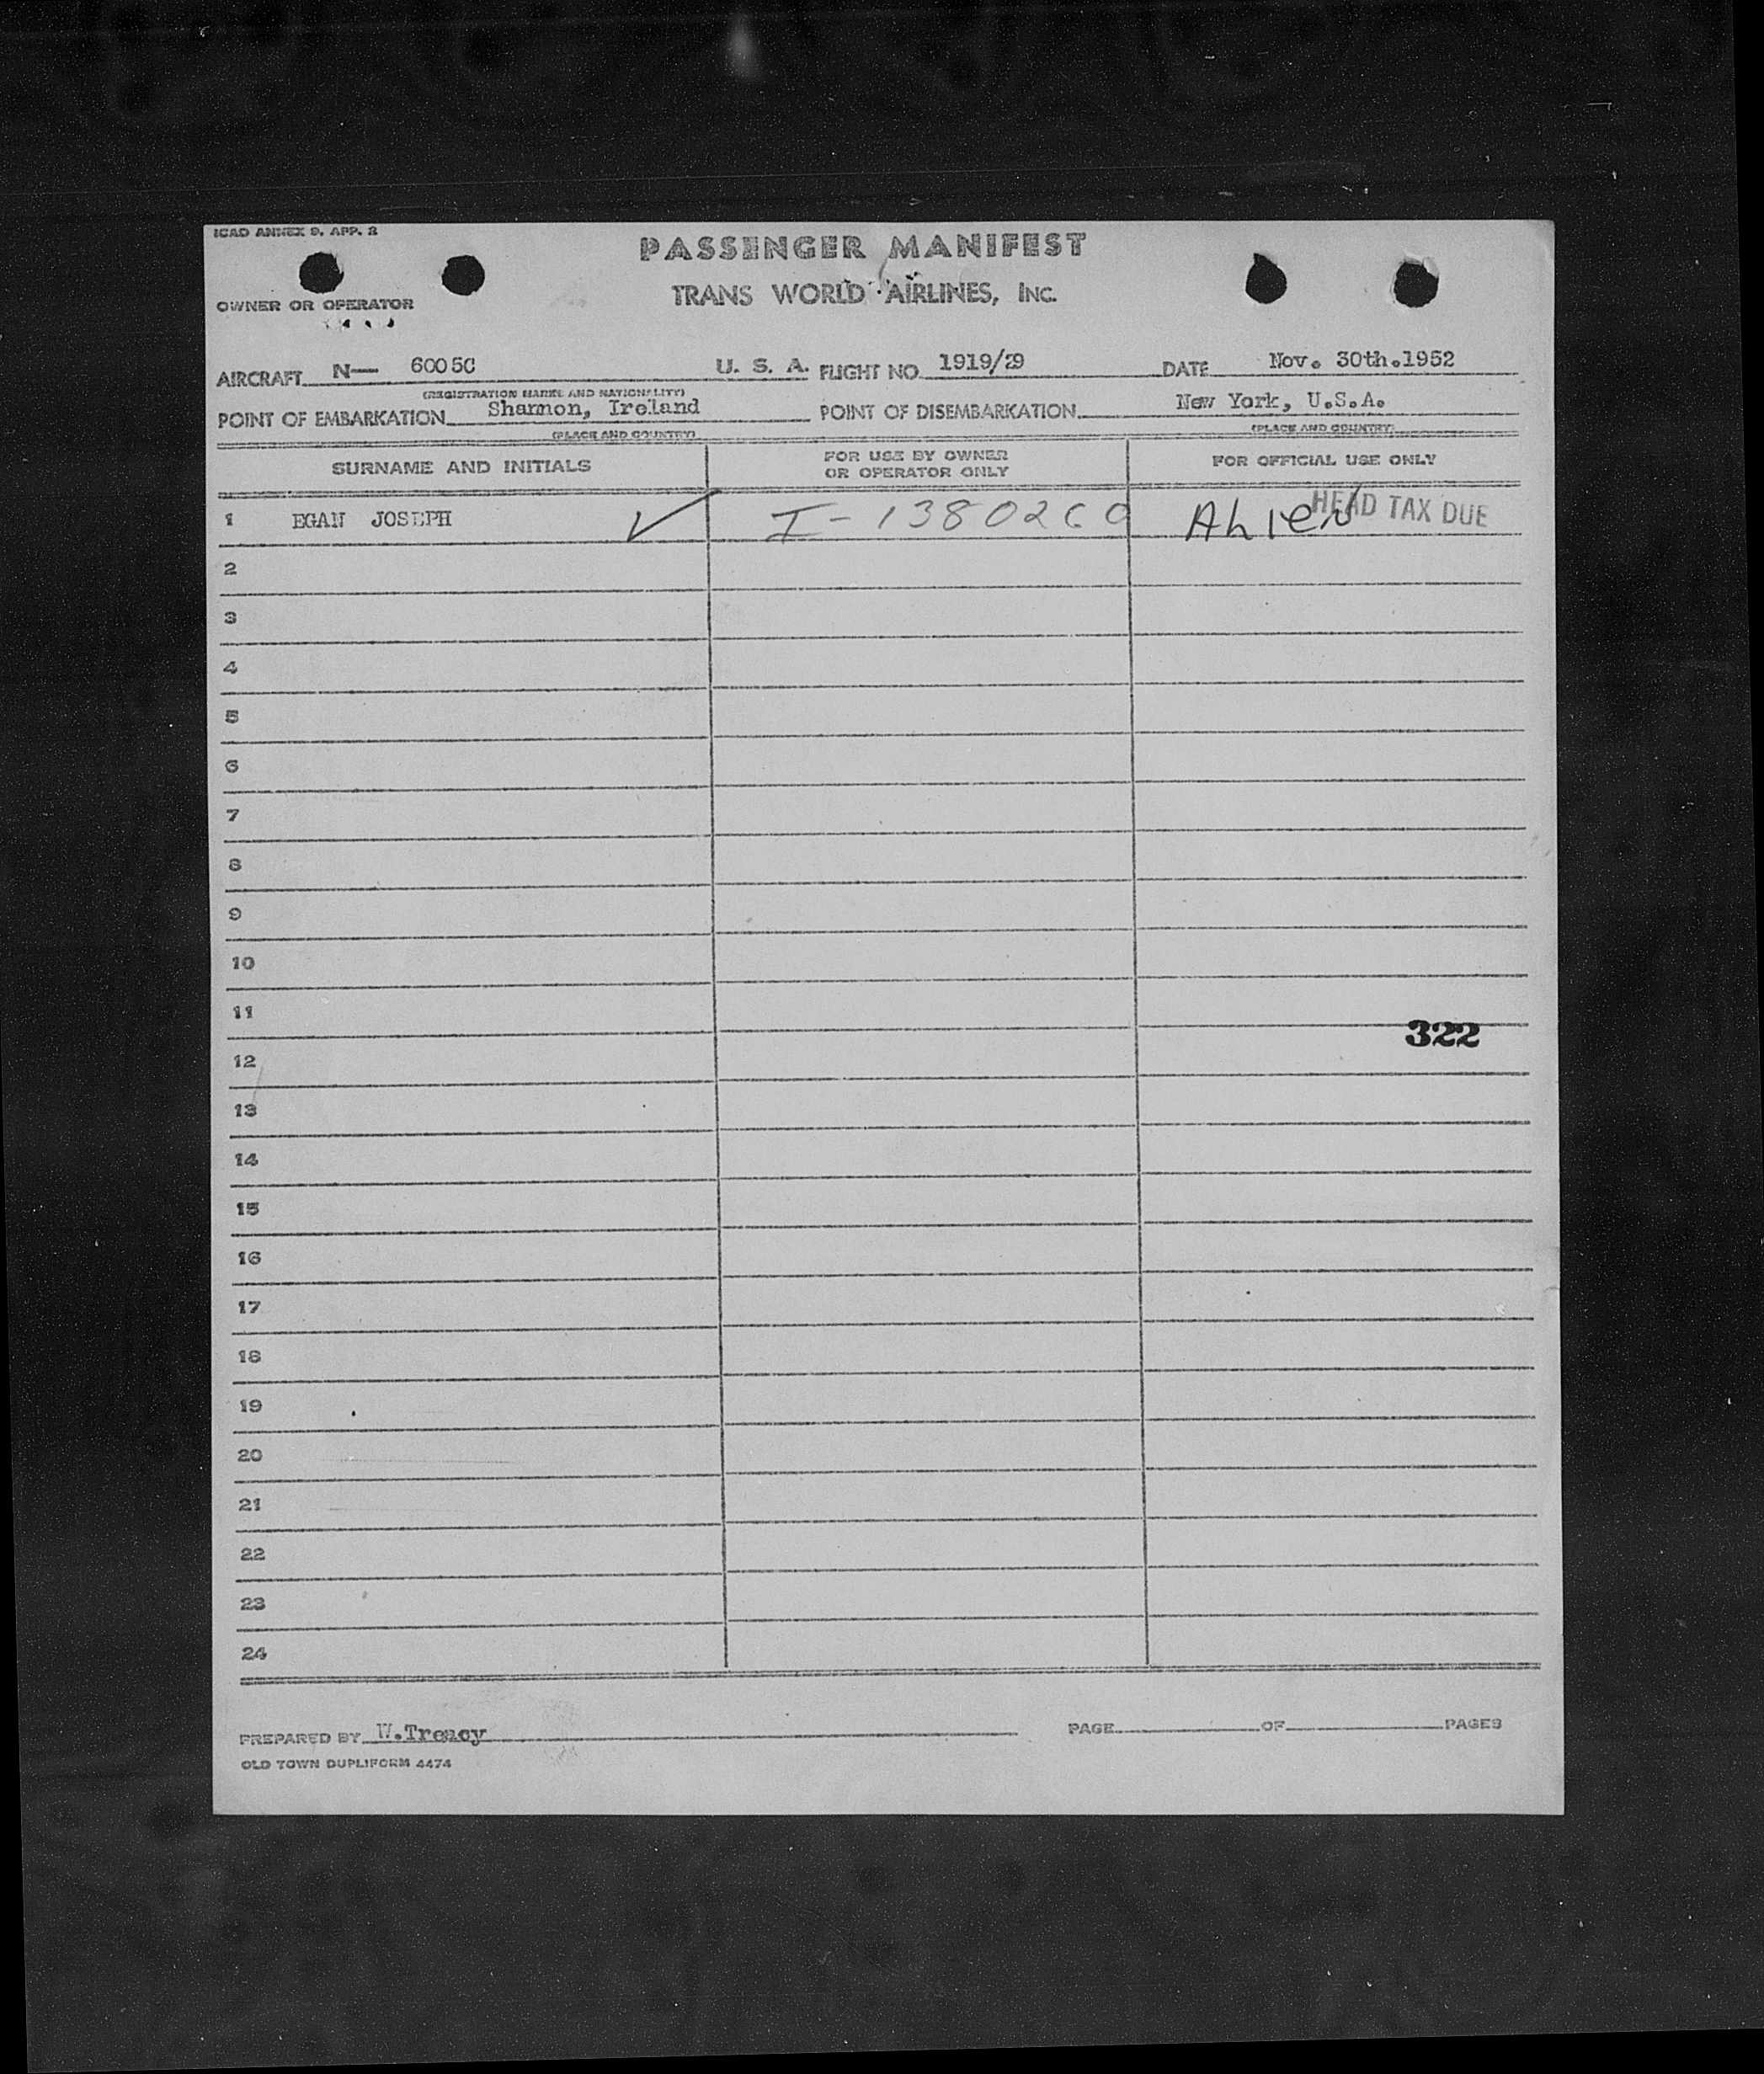 ICAO ANNEX 9. APP. 2
PASSENGER MANIFEST
TRANS WORLD AIRLINES, INC.
OWNER OR OPERATOR
AIRCRAFT N— 6005C U. S. A. FLIGHT NO. 1919/29 DATE Nov. 30th.1952
(REGISTRATION MARKS AND NATIONALITY)
POINT OF EMBARKATION Shannon, Ireland POINT OF DISEMBARKATION New York, U.S.A.
(PLACE AND COUNTRY) (PLACE AND COUNTRY)
SURNAME AND INITIALS FOR USE BY OWNER OR OPERATOR ONLY FOR OFFICIAL USE ONLY
1 EGAN JOSEPH ✓ I-1380260 HEAD TAX DUE
2
3
4
5
6
7
8
9
10
11
322
12
13
14
15
16
17
18
19
20
21
22
23
24
PREPARED BY W.Treacy PAGE OF PAGES
OLD TOWN DUPLIFORM 4474